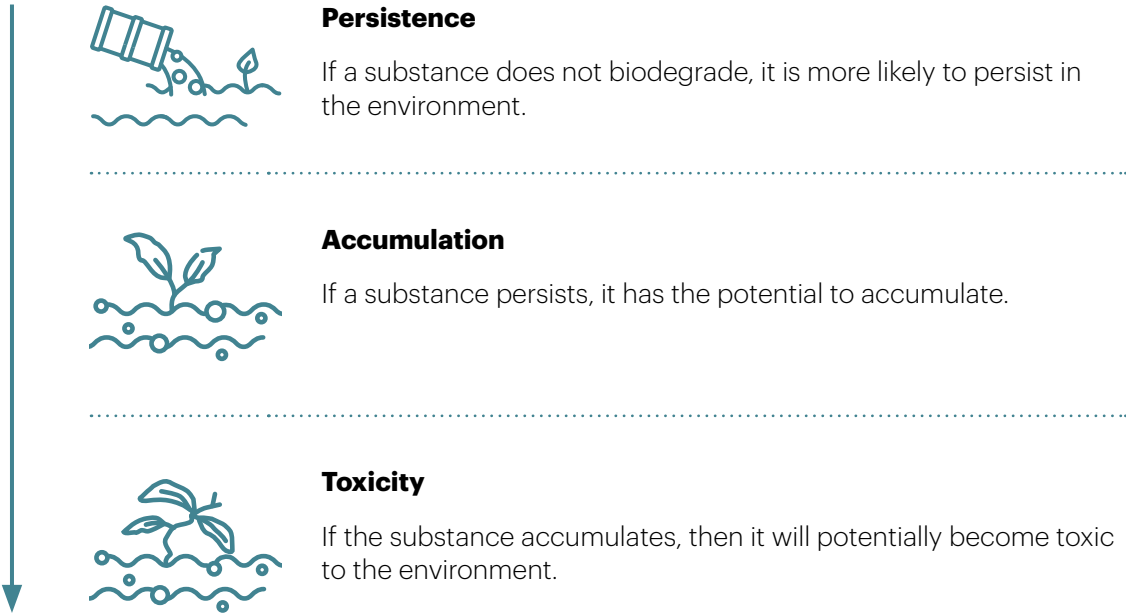 Persistence
If a substance does not biodegrade, it is more likely to persist in
the environment.
Accumulation
If a substance persists, it has the potential to accumulate.
Toxicity
If the substance accumulates, then it will potentially become toxic
to the environment.